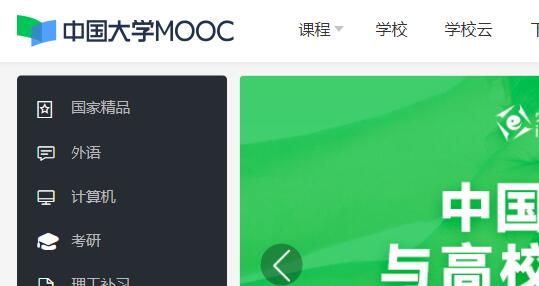 中国大学MOOC
课程
学校
学校云
国家精品
外语
计算机
考研
理工补习
中国
与高校